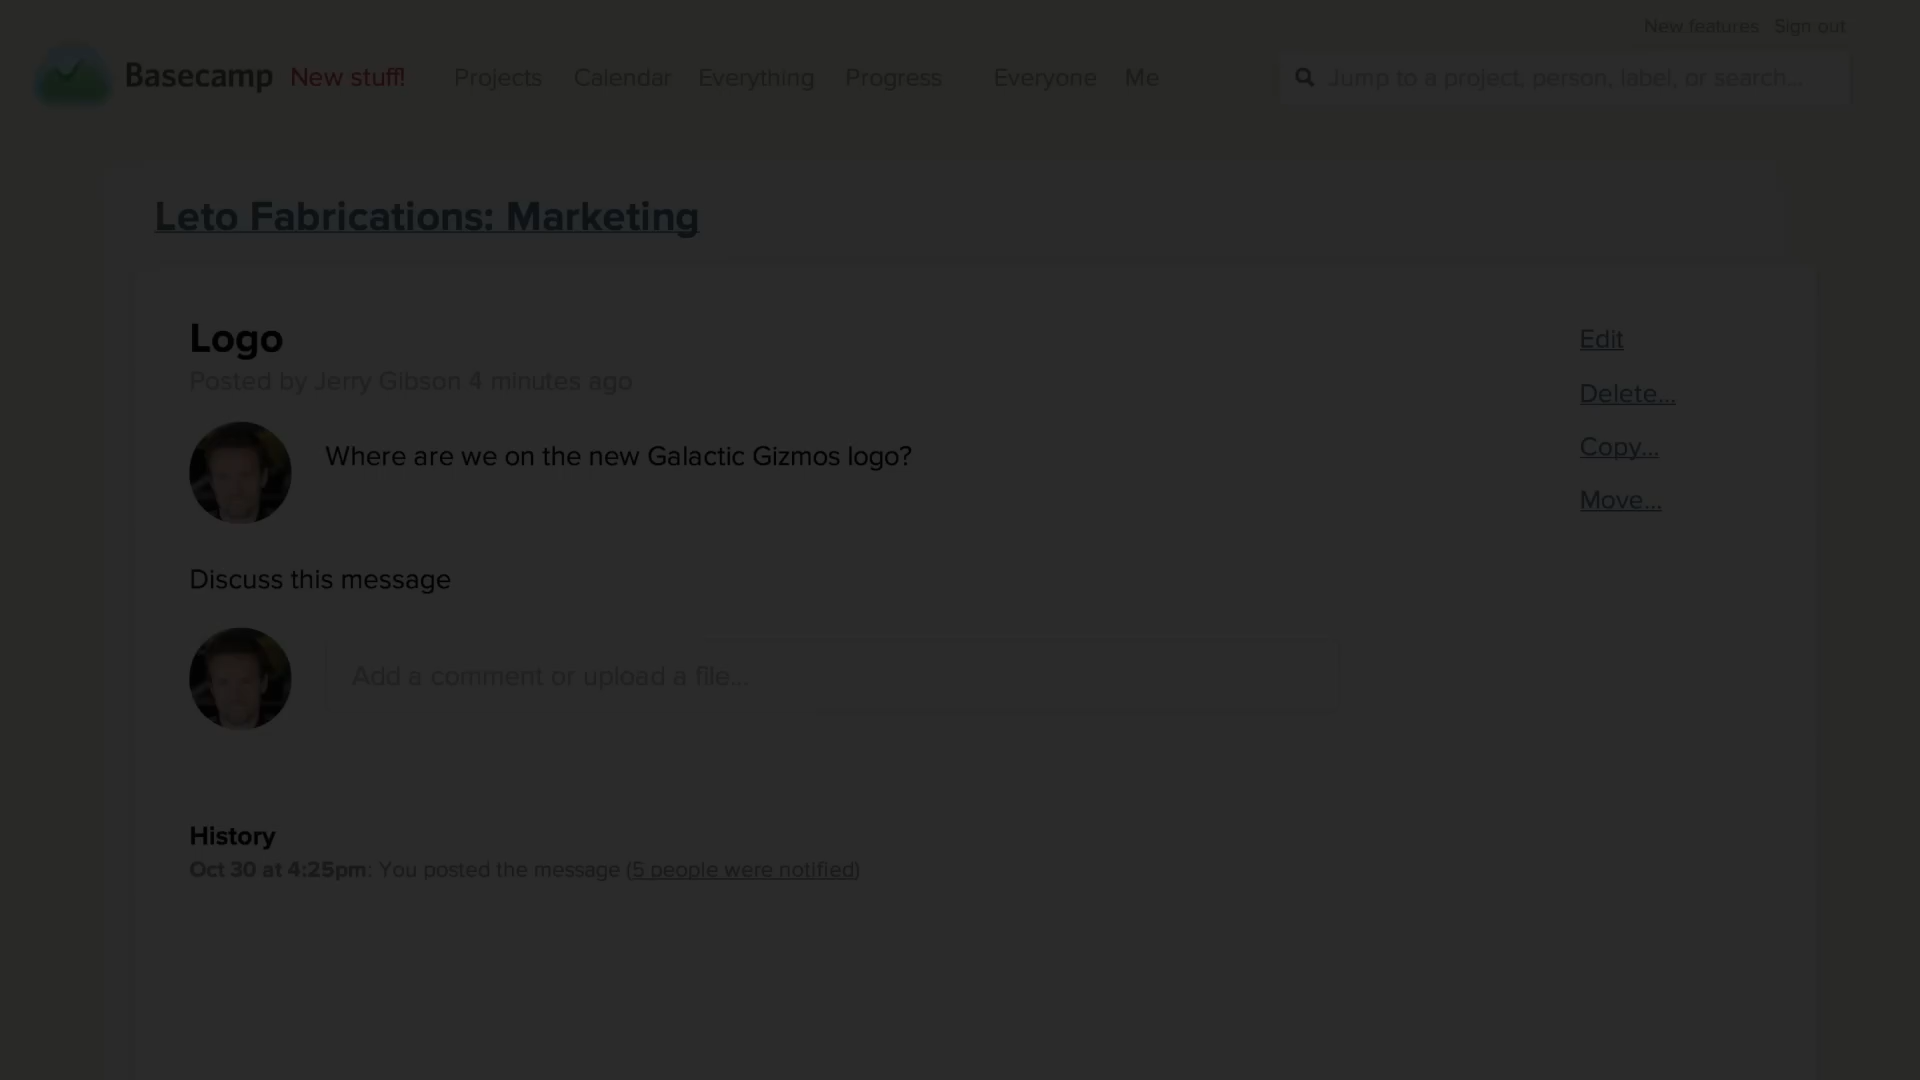 New features Sign out
Basecamp New stuff! Projects Calendar Everything Progress Everyone Me Jump to a project, person, label, or search...
Leto Fabrications: Marketing
Logo
Edit
Posted by Jerry Gibson 4 minutes ago
Delete...
Where are we on the new Galactic Gizmos logo?
Copy...
Move...
Discuss this message
Add a comment or upload a file...
History
Oct 30 at 4:25pm: You posted the message (5 people were notified)